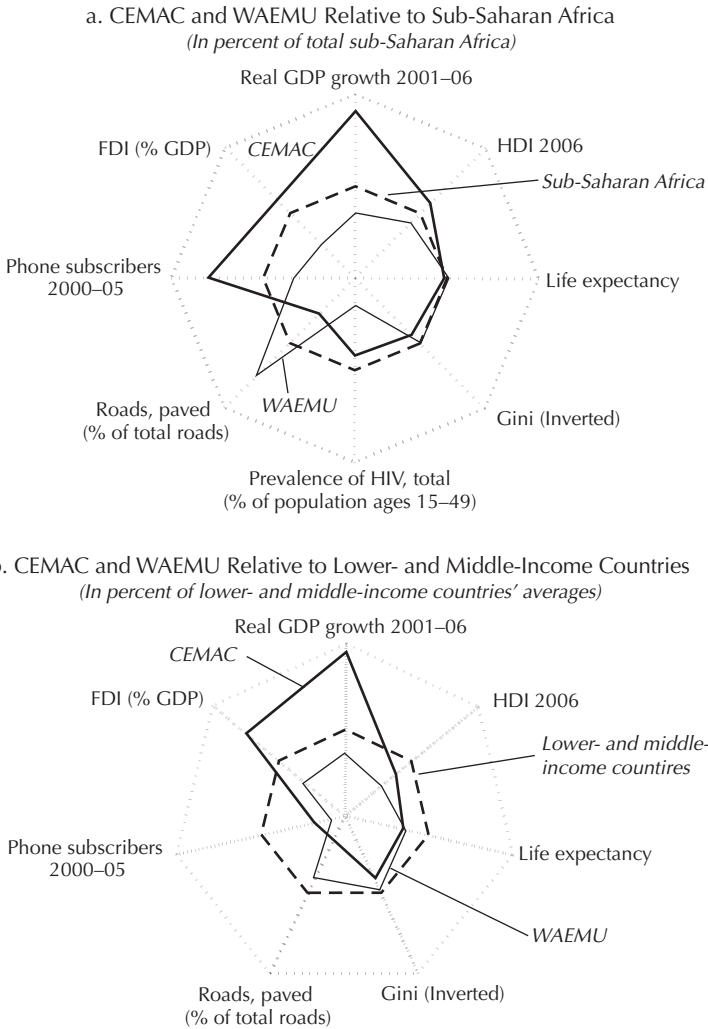 a. CEMAC and WAEMU Relative to Sub-Saharan Africa
(In percent of total sub-Saharan Africa)
Real GDP growth 2001–06
FDI (% GDP)
CEMAC
HDI 2006
Sub-Saharan Africa
Phone subscribers
2000–05
Life expectancy
Roads, paved
(% of total roads)
WAEMU
Gini (Inverted)
Prevalence of HIV, total
(% of population ages 15–49)
. CEMAC and WAEMU Relative to Lower- and Middle-Income Countries
(In percent of lower- and middle-income countries’ averages)
Real GDP growth 2001–06
CEMAC
FDI (% GDP)
HDI 2006
Lower- and middle-
income countires
Phone subscribers
2000–05
Life expectancy
WAEMU
Roads, paved
(% of total roads)
Gini (Inverted)